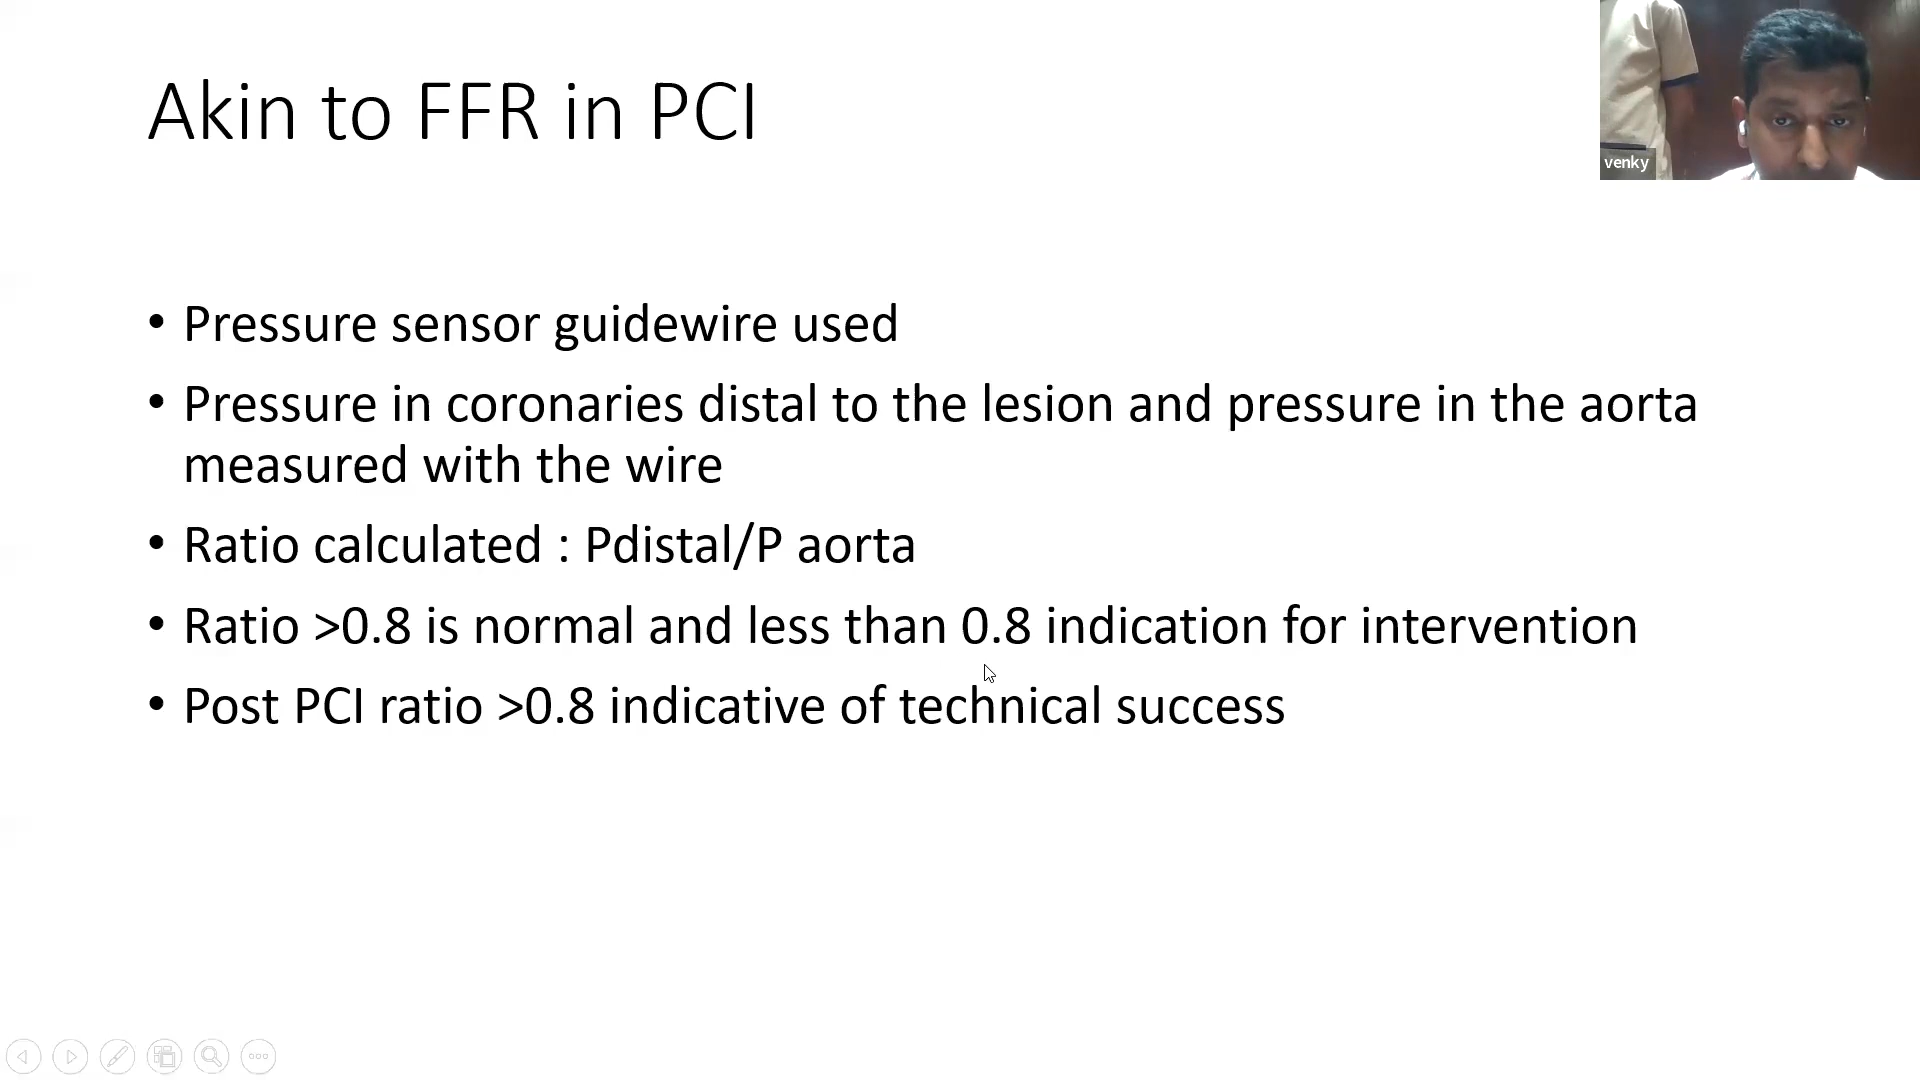 Akin to FFR in PCI
venky
• Pressure sensor guidewire used
• Pressure in coronaries distal to the lesion and pressure in the aorta
measured with the wire
• Ratio calculated : Pdistal/P aorta
• Ratio >0.8 is normal and less than 0.8 indication for intervention
• Post PCI ratio >0.8 indicative of technical success